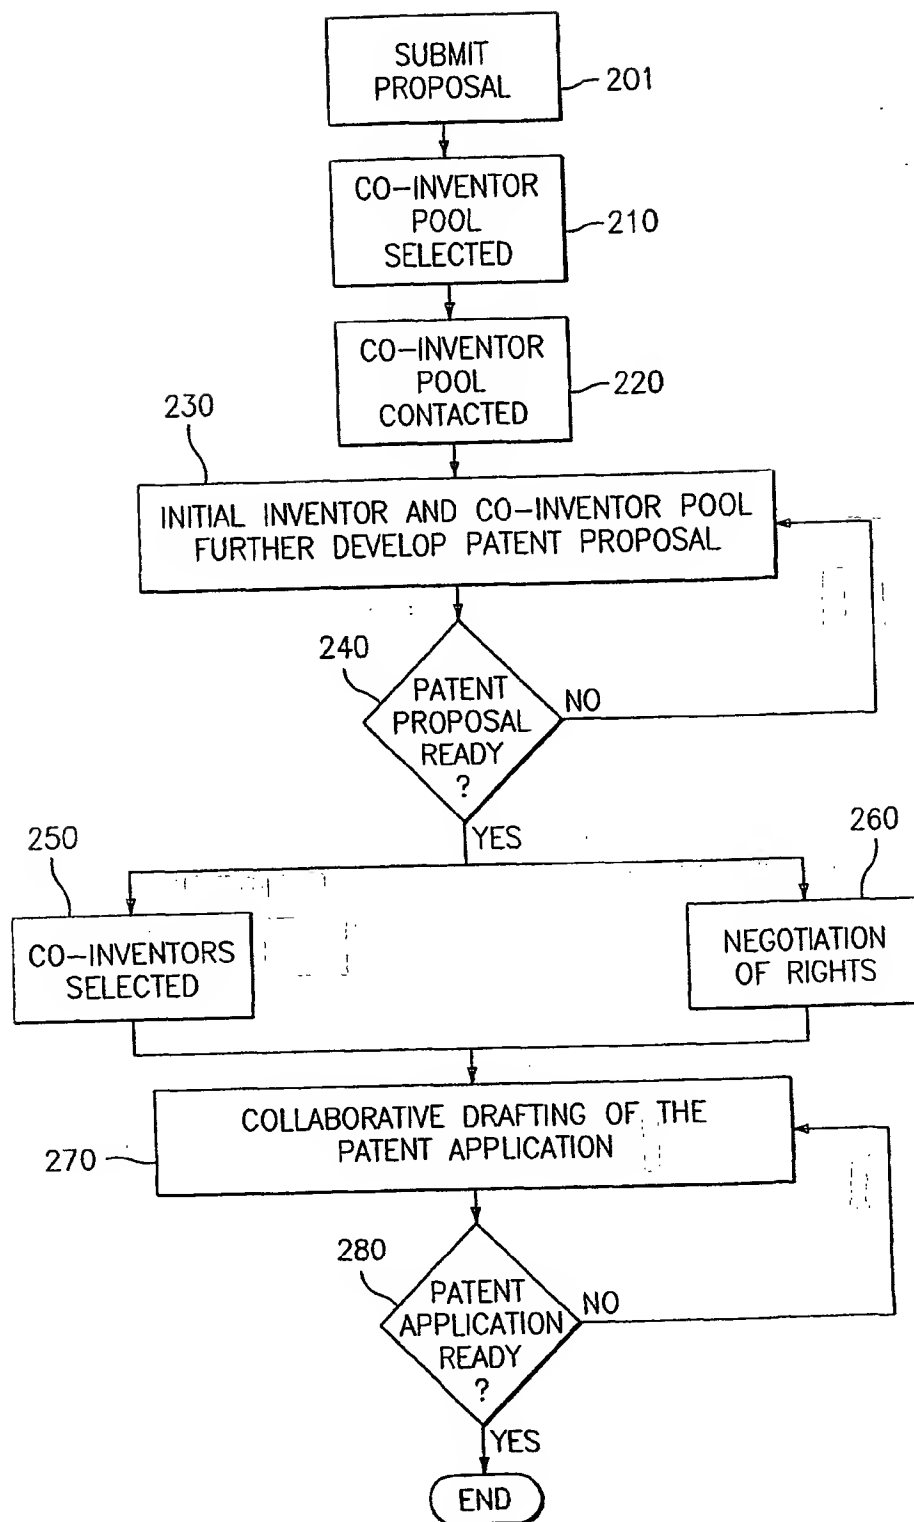 SUBMIT
PROPOSAL
201
CO-INVENTOR
POOL
SELECTED
210
CO-INVENTOR
POOL
CONTACTED
220
230
INITIAL INVENTOR AND CO-INVENTOR POOL
FURTHER DEVELOP PATENT PROPOSAL
240
PATENT
PROPOSAL
READY
?
NO
YES
250
CO-INVENTORS
SELECTED
260
NEGOTIATION
OF RIGHTS
COLLABORATIVE DRAFTING OF THE
PATENT APPLICATION
270
280
PATENT
APPLICATION
READY
?
NO
YES
END